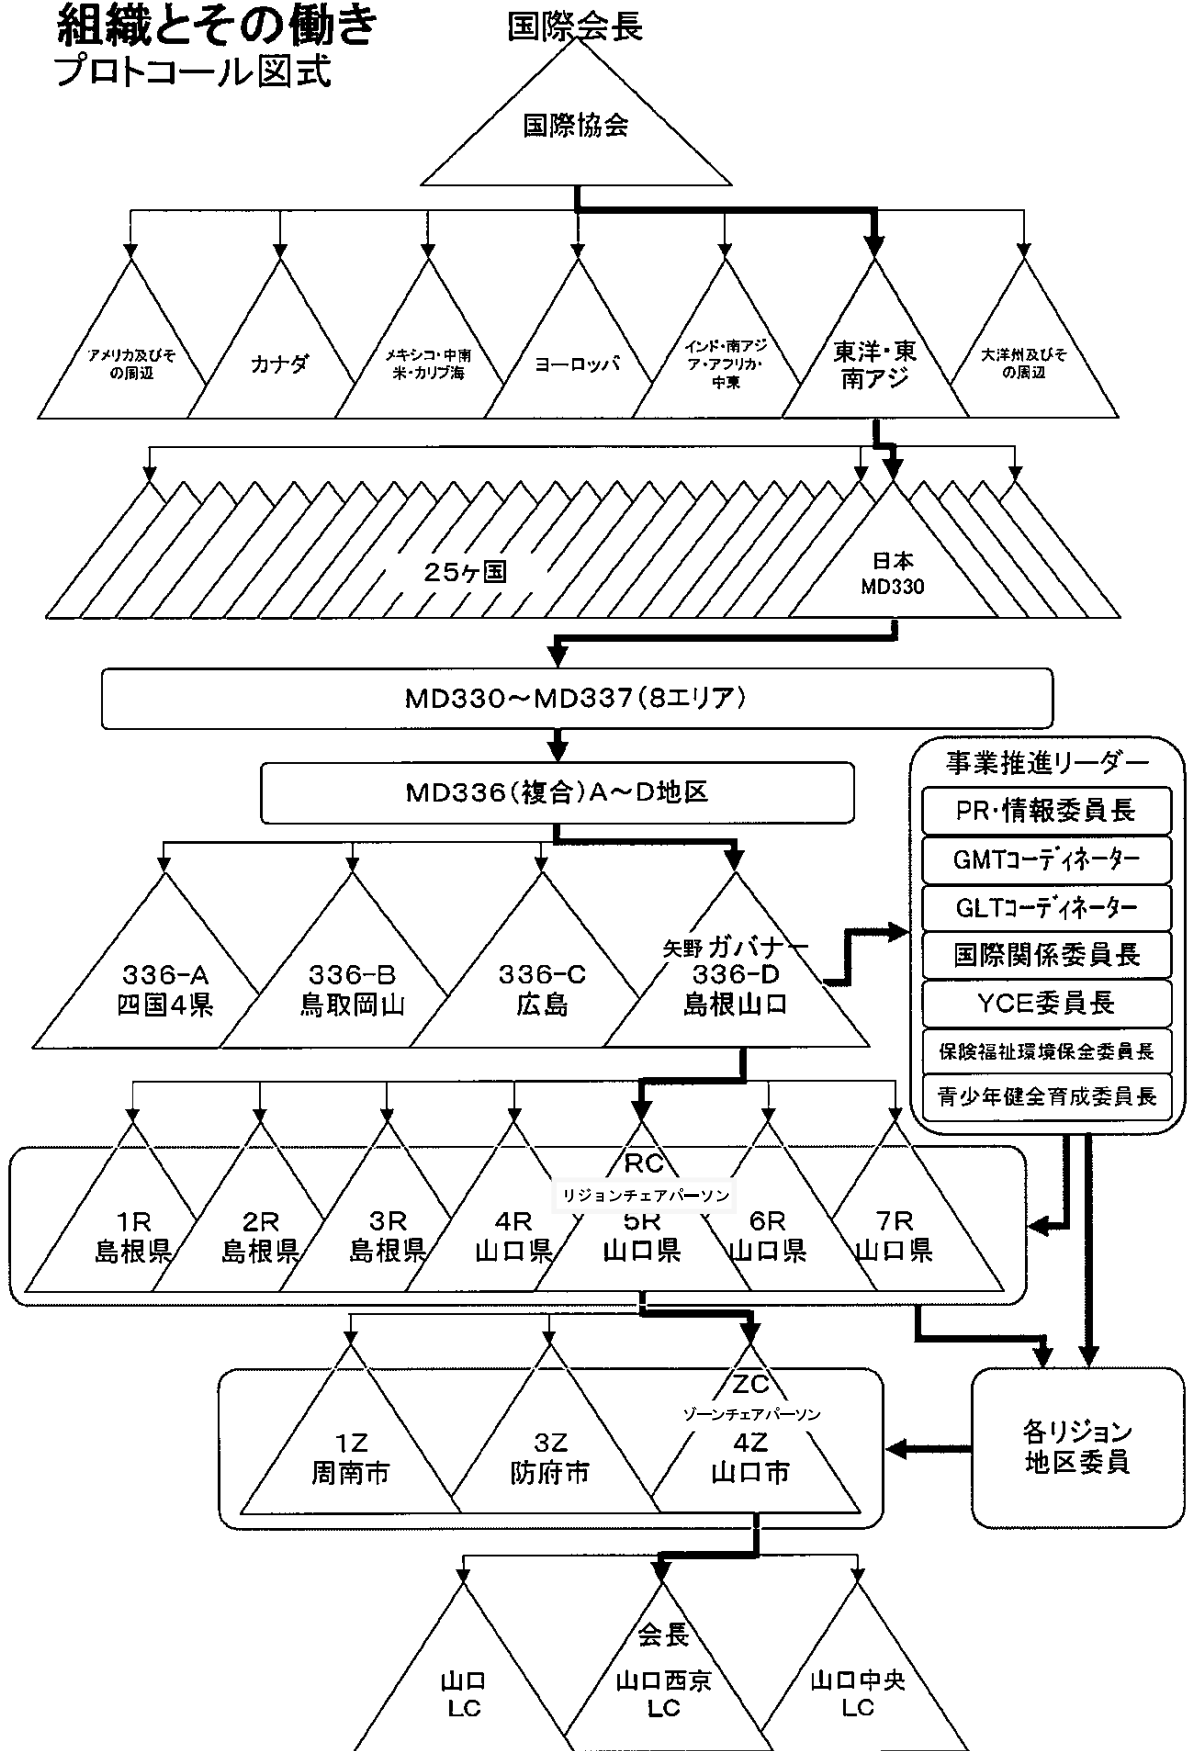 組織とその働き
プロトコール図式
国際会長
国際協会
アメリカ及びそ
の周辺
カナダ
メキシコ・中南
米・カリブ海
ヨーロッパ
インド・南アジ
ア・アフリカ・
中東
東洋・東
南アジ
大洋州及びそ
の周辺
25ヶ国
日本
MD330
MD330～MD337(8エリア)
MD336(複合)A～D地区
事業推進リーダー
PR・情報委員長
GMTコーディネーター
GLTコーディネーター
国際関係委員長
YCE委員長
保険福祉環境保全委員長
青少年健全育成委員長
336-A
四国4県
336-B
鳥取岡山
336-C
広島
矢野 ガバナー
336-D
島根山口
1R
島根県
2R
島根県
3R
島根県
4R
山口県
RC
リジョンチェアパーソン
5R
山口県
6R
山口県
7R
山口県
1Z
周南市
3Z
防府市
ZC
ゾーンチェアパーソン
4Z
山口市
各リジョン
地区委員
山口
LC
会長
山口西京
LC
山口中央
LC